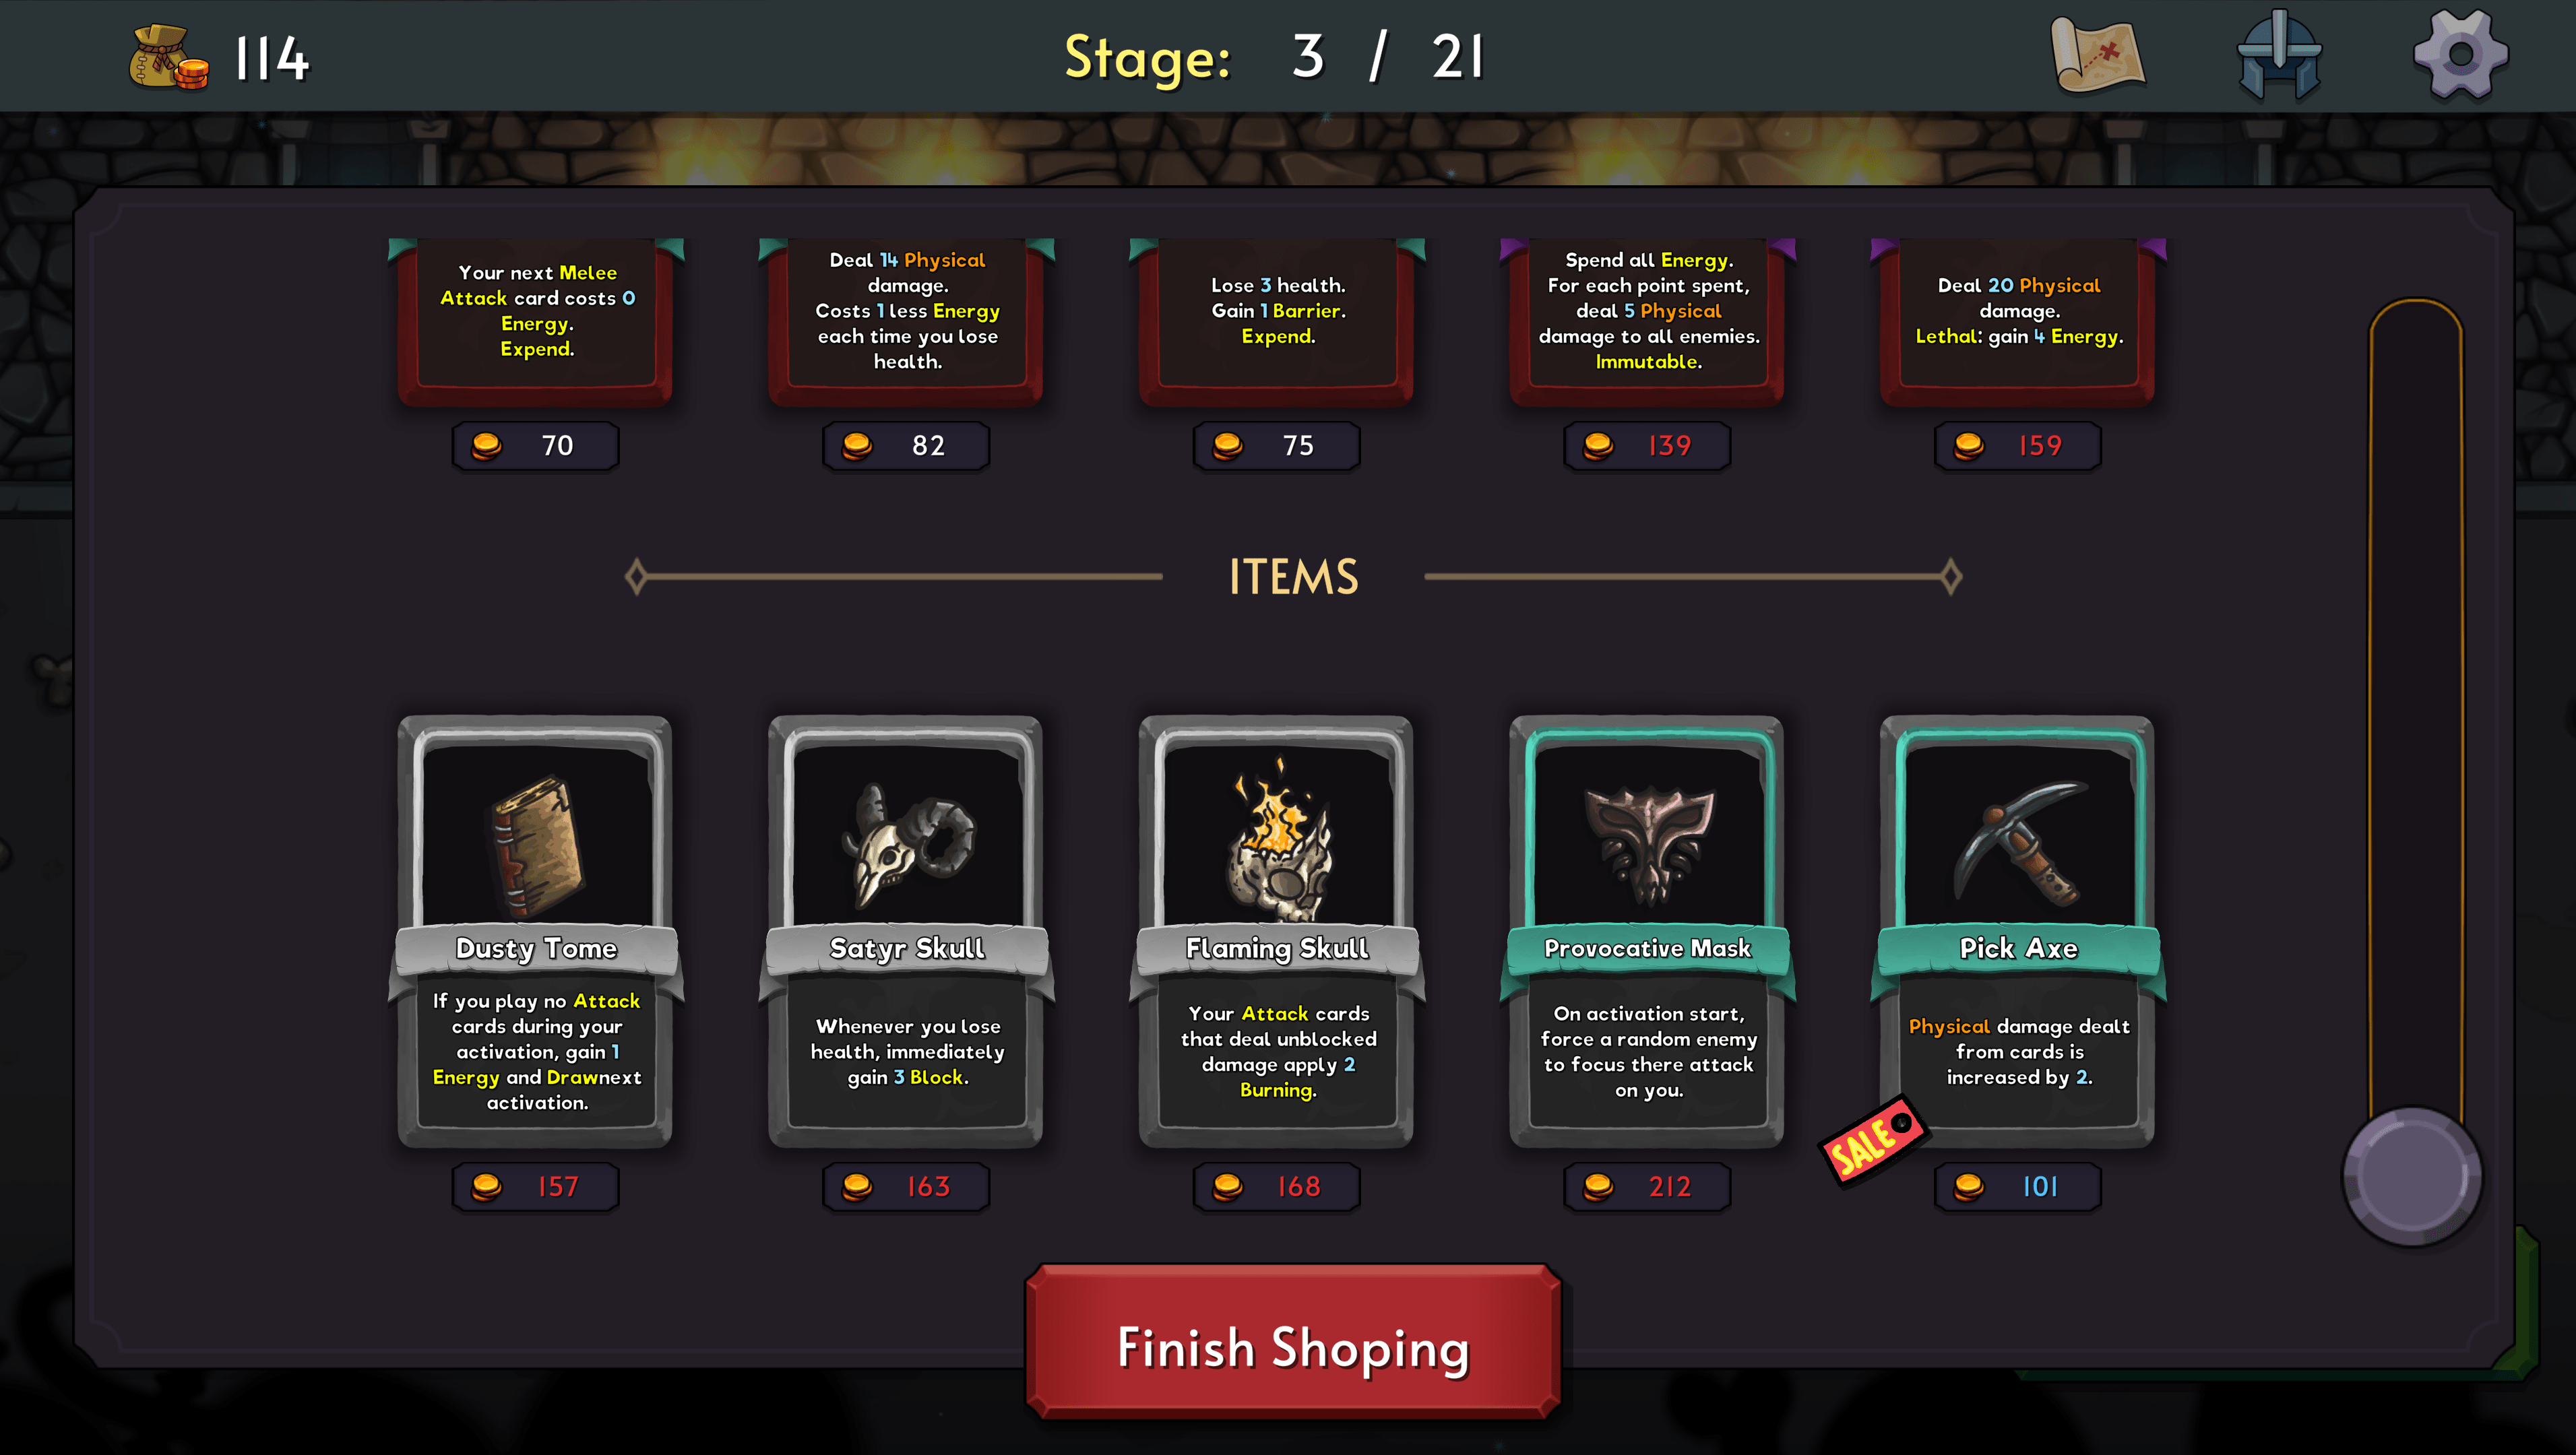 114
Stage: 3 / 21
Your next Melee
Attack card costs 0
Energy.
Expend.
70
Deal 14 Physical
damage.
Costs 1 less Energy
each time you lose
health.
82
Lose 3 health.
Gain 1 Barrier.
Expend.
75
Spend all Energy.
For each point spent,
deal 5 Physical
damage to all enemies.
Immutable.
139
Deal 20 Physical
damage.
Lethal: gain 4 Energy.
159
ITEMS
Dusty Tome
If you play no Attack
cards during your
activation, gain 1
Energy and Drawnext
activation.
157
Satyr Skull
Whenever you lose
health, immediately
gain 3 Block.
163
Flaming Skull
Your Attack cards
that deal unblocked
damage apply 2
Burning.
168
Provocative Mask
On activation start,
force a random enemy
to focus there attack
on you.
212
Pick Axe
Physical damage dealt
from cards is
increased by 2.
SALE
101
Finish Shoping